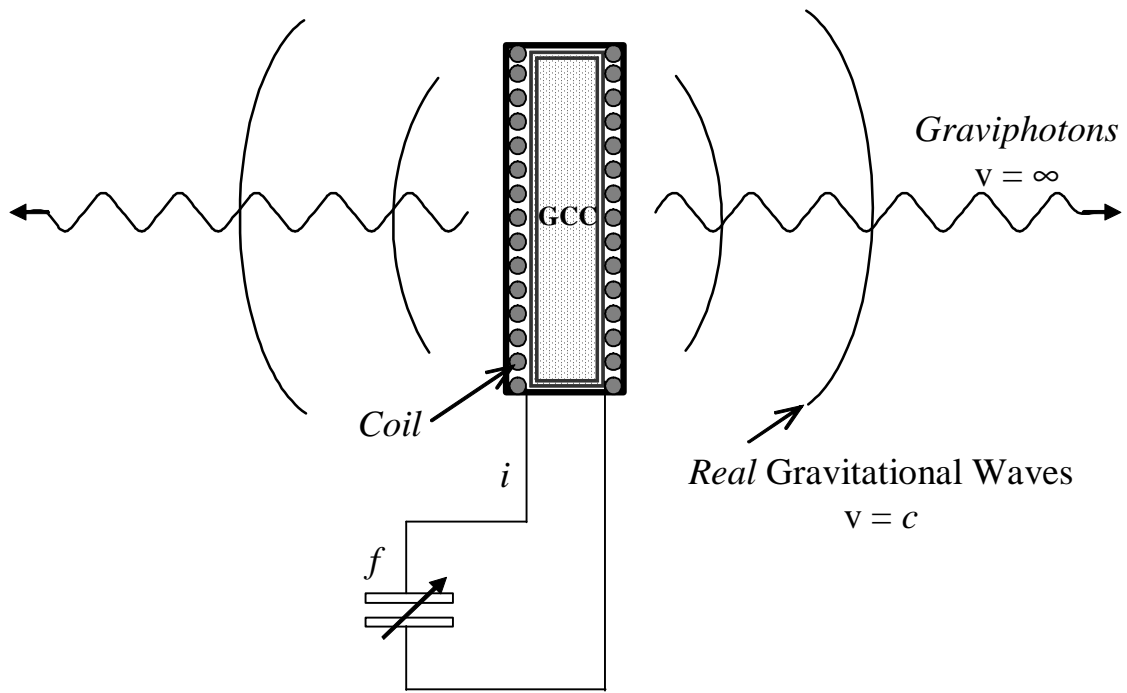 Graviphotons
v = ∞
GCC
Coil
i
Real Gravitational Waves
v = c
f